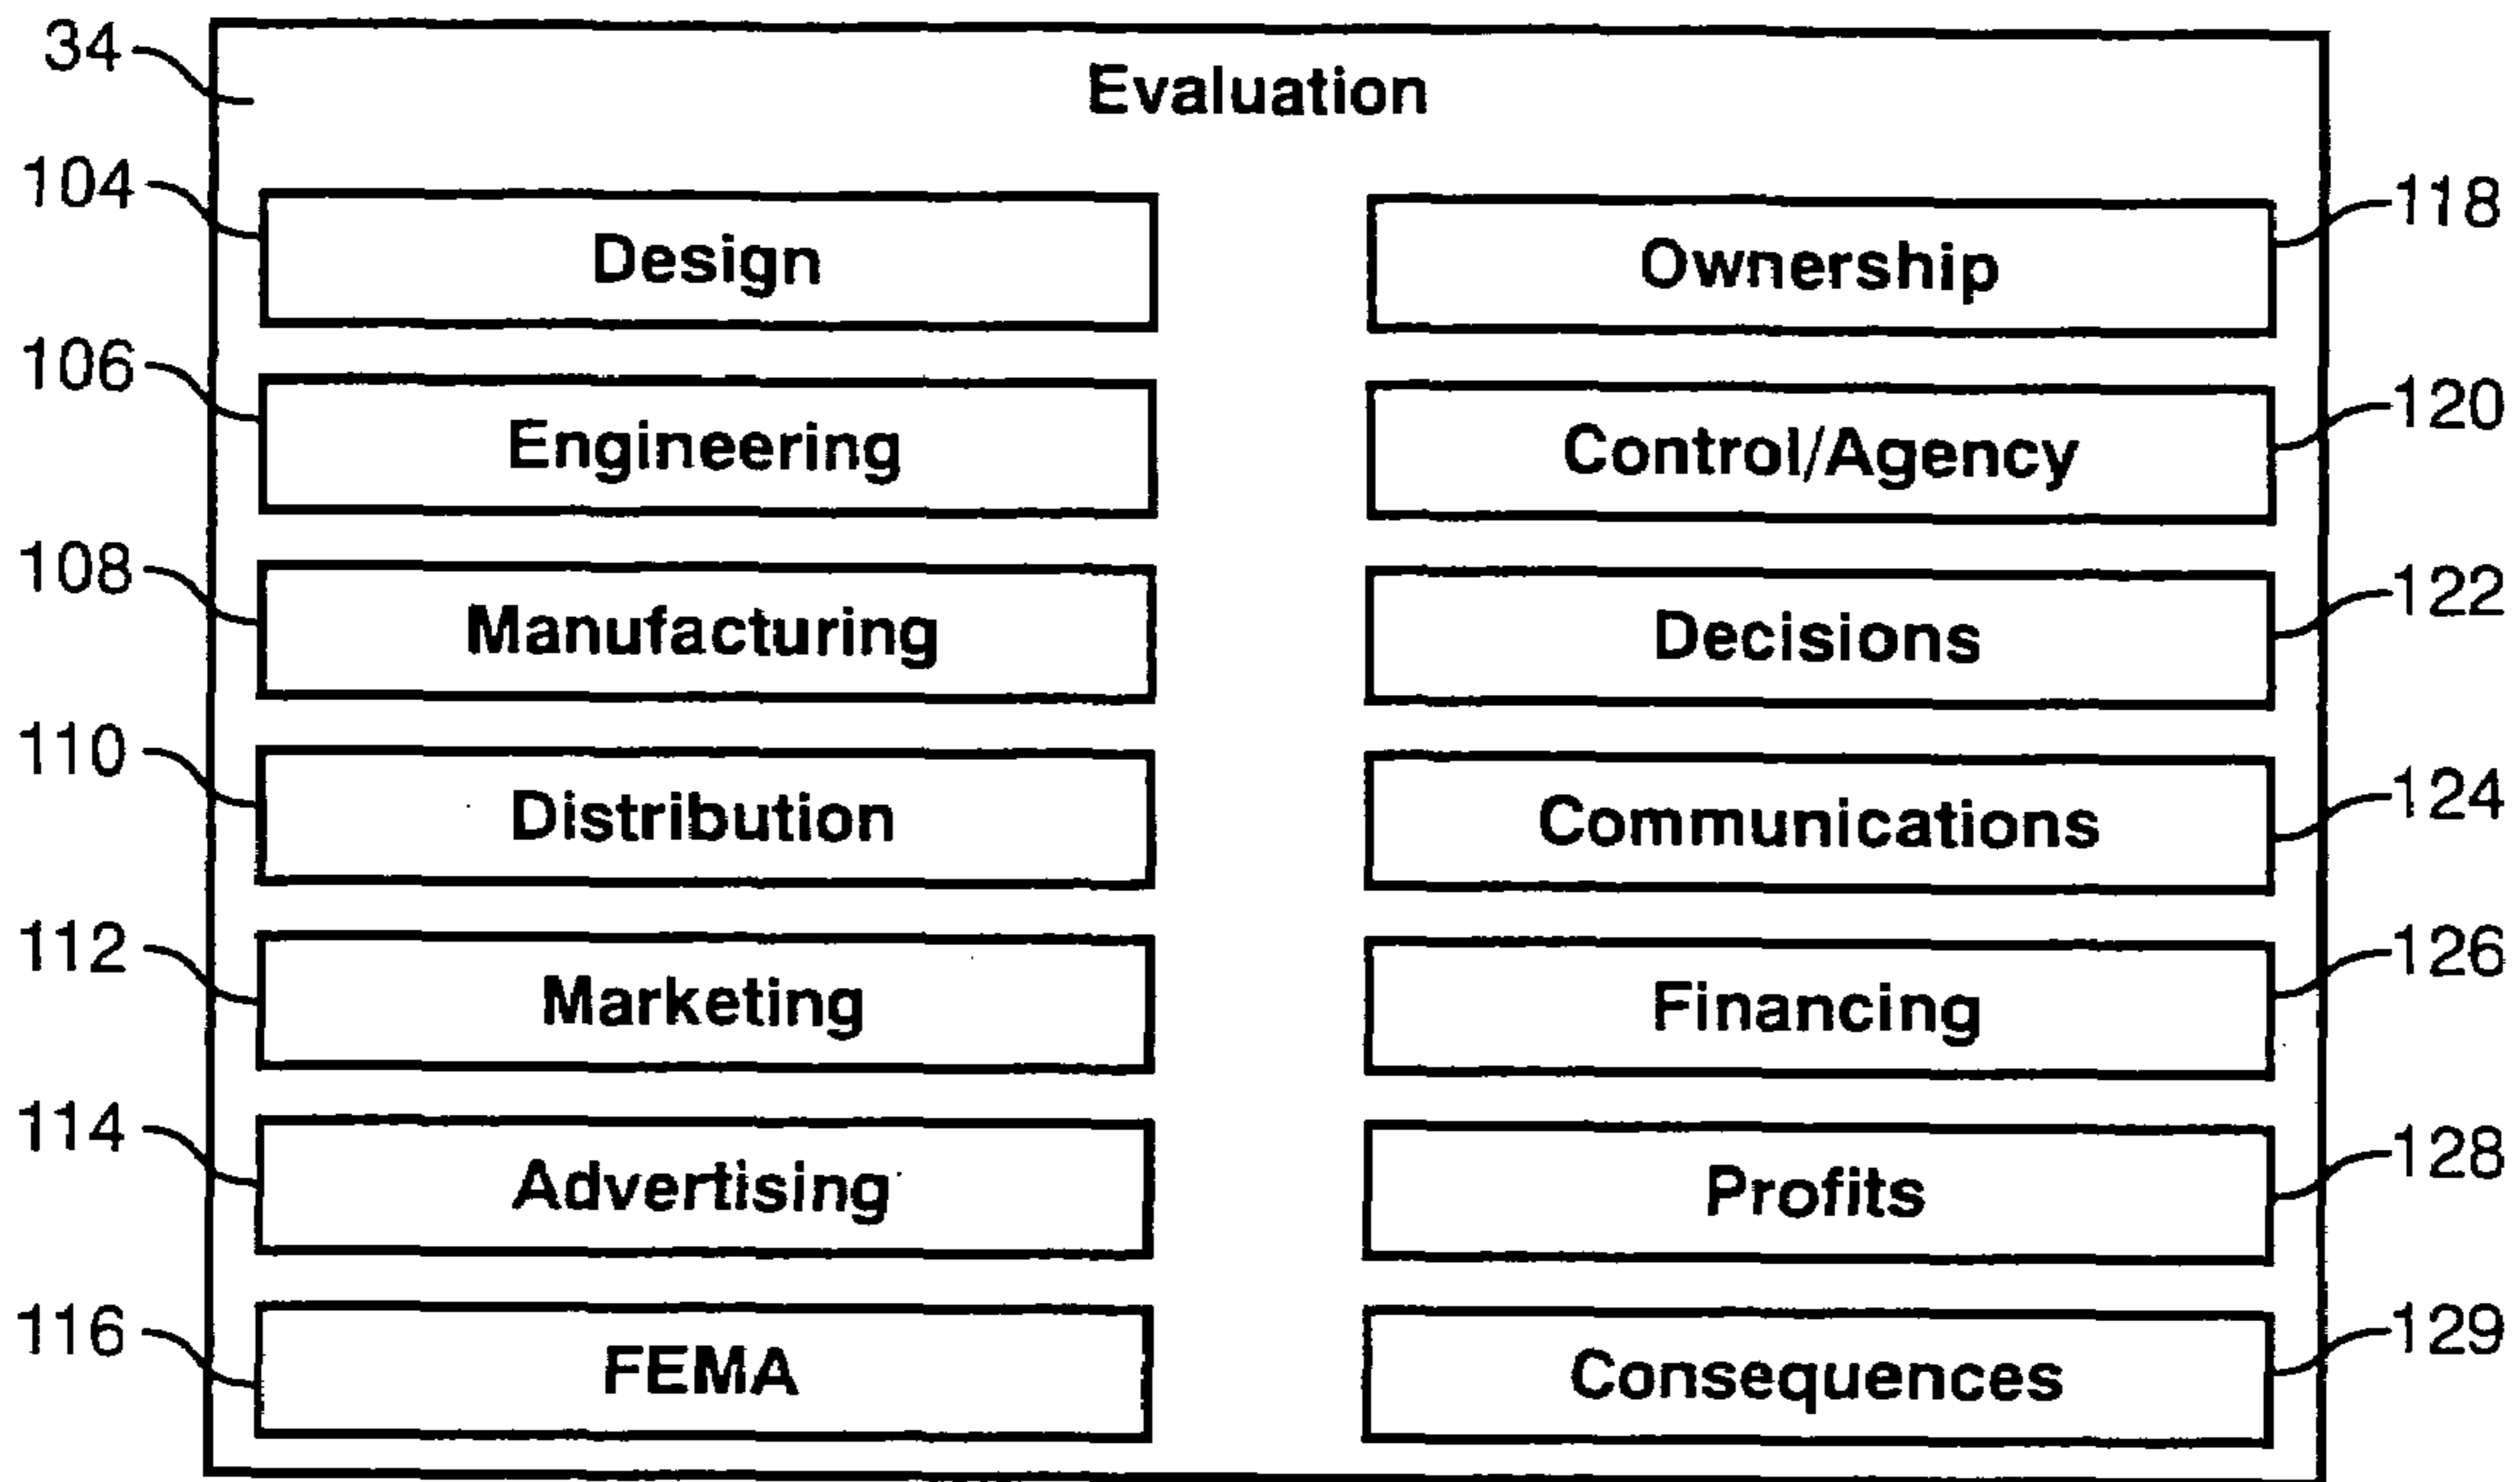 34
Evaluation
104
Design
Ownership
118
106
Engineering
Control/Agency
120
108
Manufacturing
Decisions
122
110
Distribution
Communications
124
112
Marketing
Financing
126
114
Advertising
Profits
128
116
FEMA
Consequences
129